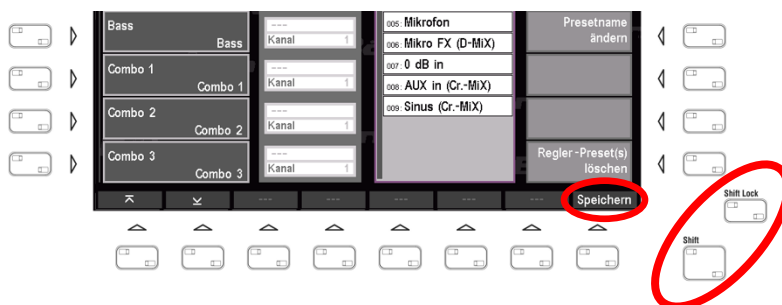 Bass
Bass
---
Kanal 1
005: Mikrofon
006: Mikro FX (D-MiX)
007: 0 dB in
008: AUX in (Cr.-MiX)
009: Sinus (Cr.-MiX)
Presetname
ändern
Combo 1
Combo 1
---
Kanal 1
Combo 2
Combo 2
---
Kanal 1
Combo 3
Combo 3
---
Kanal 1
Regler-Preset(s)
löschen
--- --- --- --- --- Speichern
Shift Lock
Shift